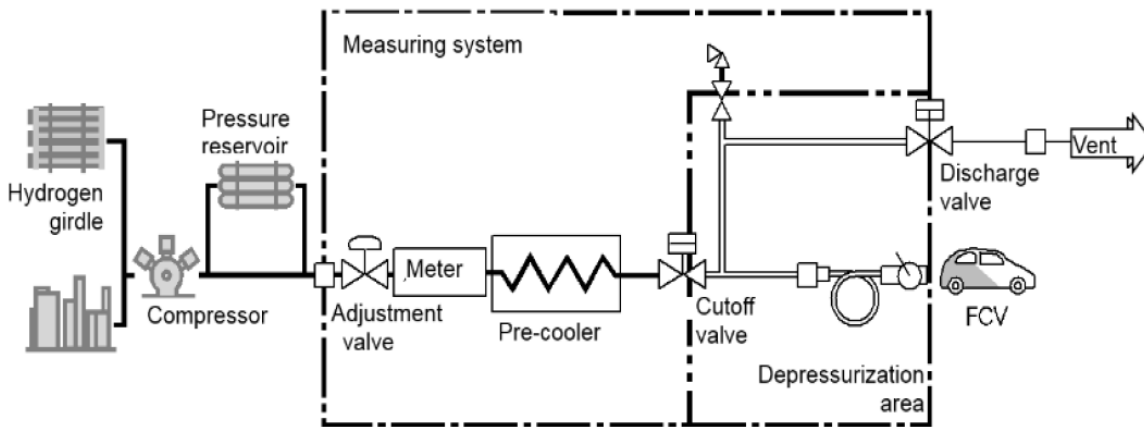 Measuring system
Pressure
reservoir
Hydrogen
girdle
Compressor
Adjustment
valve
Meter
Pre-cooler
Cutoff
valve
Discharge
valve
Vent
FCV
Depressurization
area